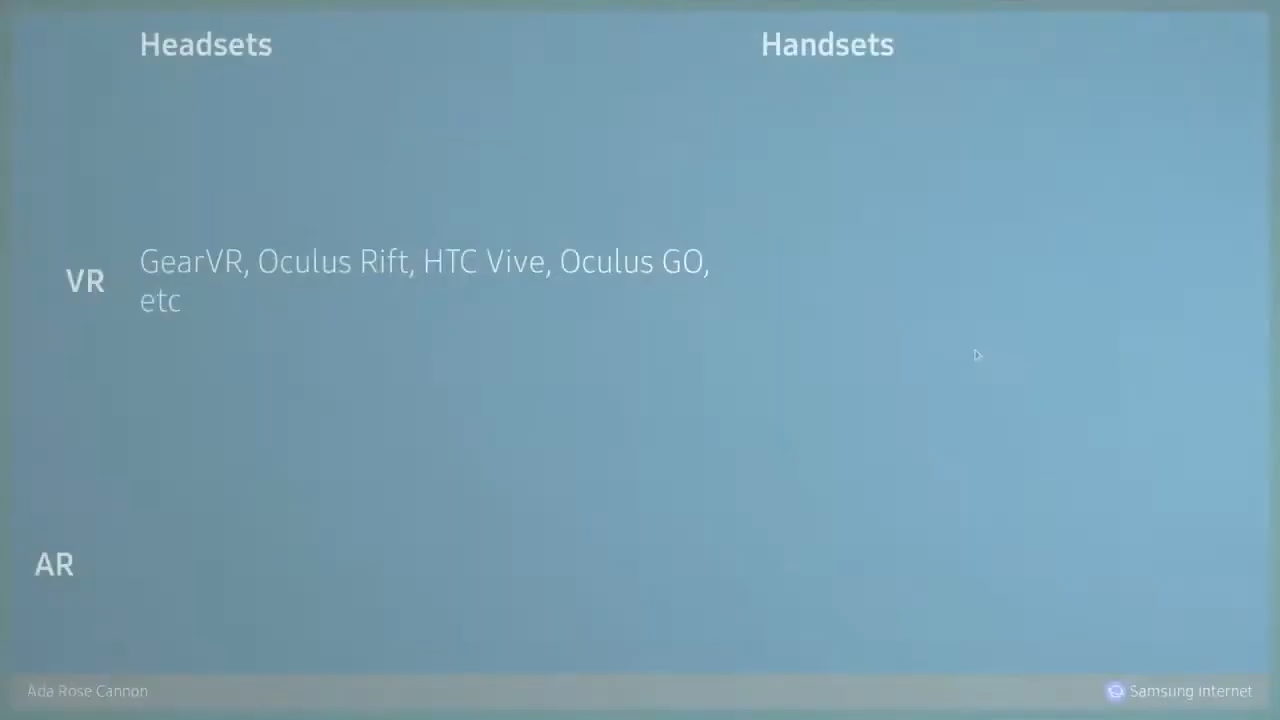 Headsets Handsets
VR GearVR, Oculus Rift, HTC Vive, Oculus GO,
etc
AR
Ada Rose Cannon Samsung Internet